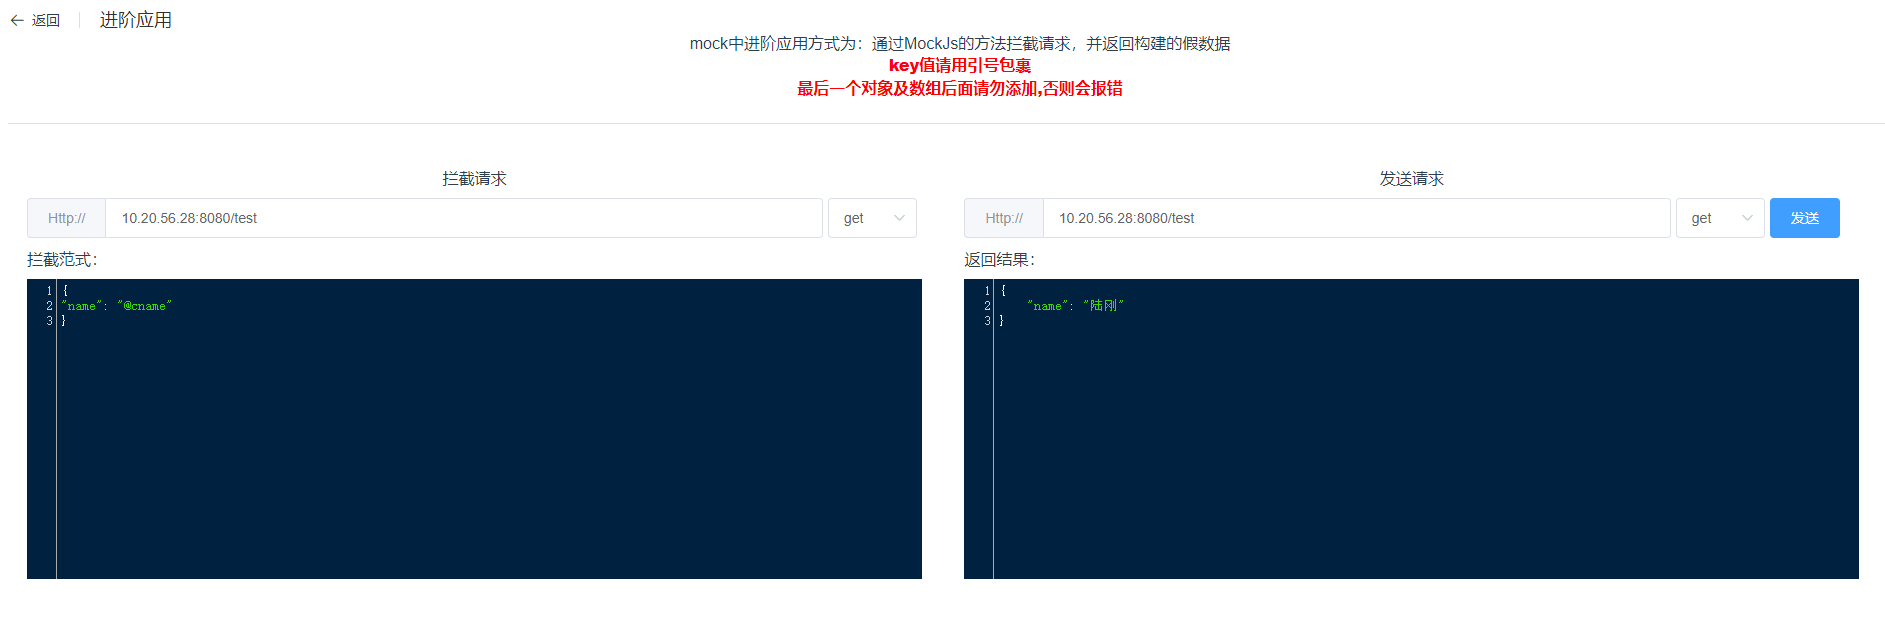 返回 进阶应用
mock中进阶应用方式为：通过MockJs的方法拦截请求，并返回构建的假数据
key值请用引号包裹
最后一个对象及数组后面请勿添加,否则会报错
拦截请求
Http:// 10.20.56.28:8080/test get
拦截范式：
1 {
2 "name": "@cname"
3 }
发送请求
Http:// 10.20.56.28:8080/test get 发送
返回结果：
1 {
2 "name": "陆刚"
3 }